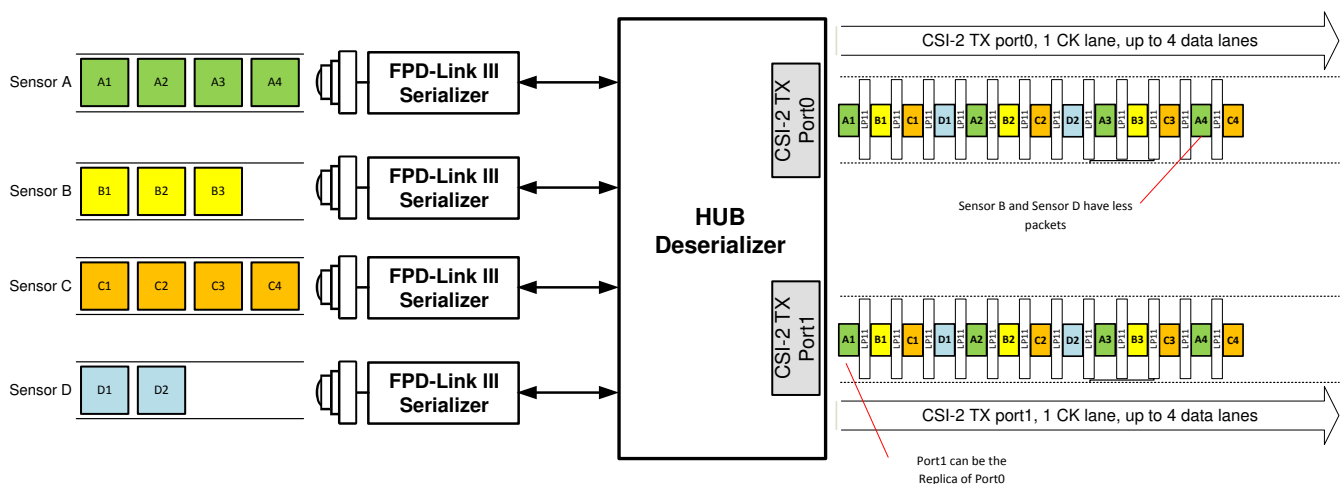 CSI-2 TX port0, 1 CK lane, up to 4 data lanes
Sensor A
A1 A2 A3 A4
FPD-Link III
Serializer
CSI-2 TX
Port0
A1 LP11 B1 LP11 C1 LP11 D1 LP11 A2 LP11 B2 LP11 C2 LP11 D2 LP11 A3 LP11 B3 LP11 C3 LP11 A4 LP11 C4
Sensor B and Sensor D have less
packets
Sensor B
B1 B2 B3
FPD-Link III
Serializer
HUB
Deserializer
Sensor C
C1 C2 C3 C4
FPD-Link III
Serializer
CSI-2 TX
Port1
A1 LP11 B1 LP11 C1 LP11 D1 LP11 A2 LP11 B2 LP11 C2 LP11 D2 LP11 A3 LP11 B3 LP11 C3 LP11 A4 LP11 C4
Sensor D
D1 D2
FPD-Link III
Serializer
CSI-2 TX port1, 1 CK lane, up to 4 data lanes
Port1 can be the
Replica of Port0